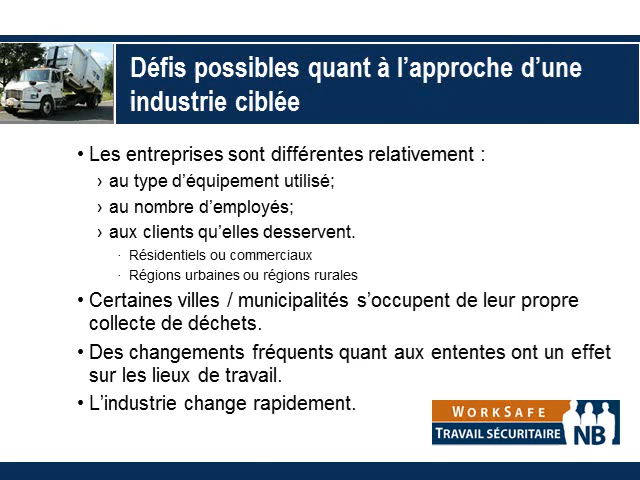 Défis possibles quant à l’approche d’une
industrie ciblée
• Les entreprises sont différentes relativement :
› au type d’équipement utilisé;
› au nombre d’employés;
› aux clients qu’elles desservent.
· Résidentiels ou commerciaux
· Régions urbaines ou régions rurales
• Certaines villes / municipalités s’occupent de leur propre
collecte de déchets.
• Des changements fréquents quant aux ententes ont un effet
sur les lieux de travail.
• L’industrie change rapidement.
WORKSAFE
TRAVAIL SÉCURITAIRE NB